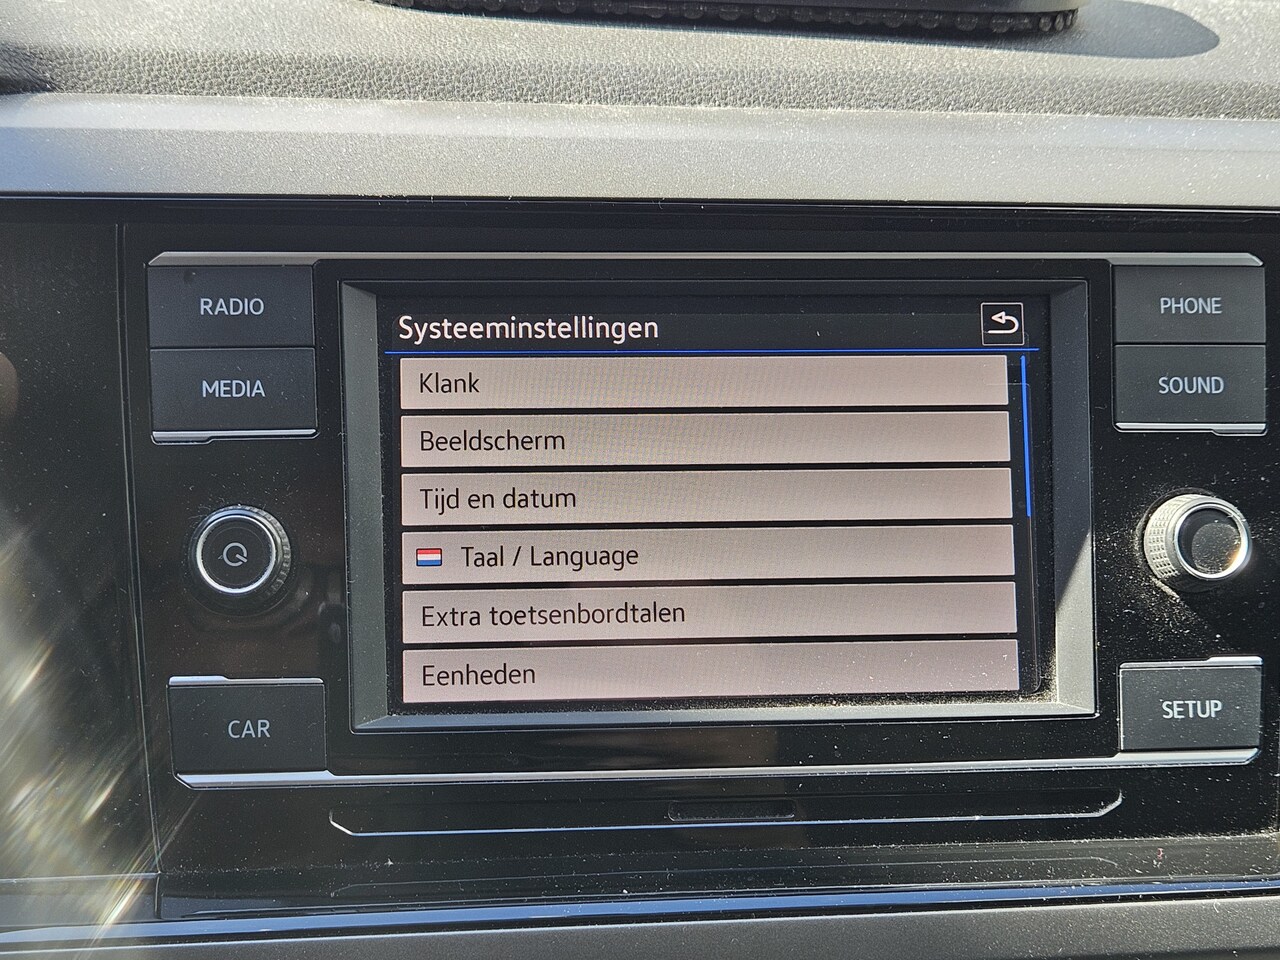 RADIO
MEDIA
CAR
Systeeminstellingen
Klank
Beeldscherm
Tijd en datum
Taal / Language
Extra toetsenbordtalen
Eenheden
PHONE
SOUND
SETUP